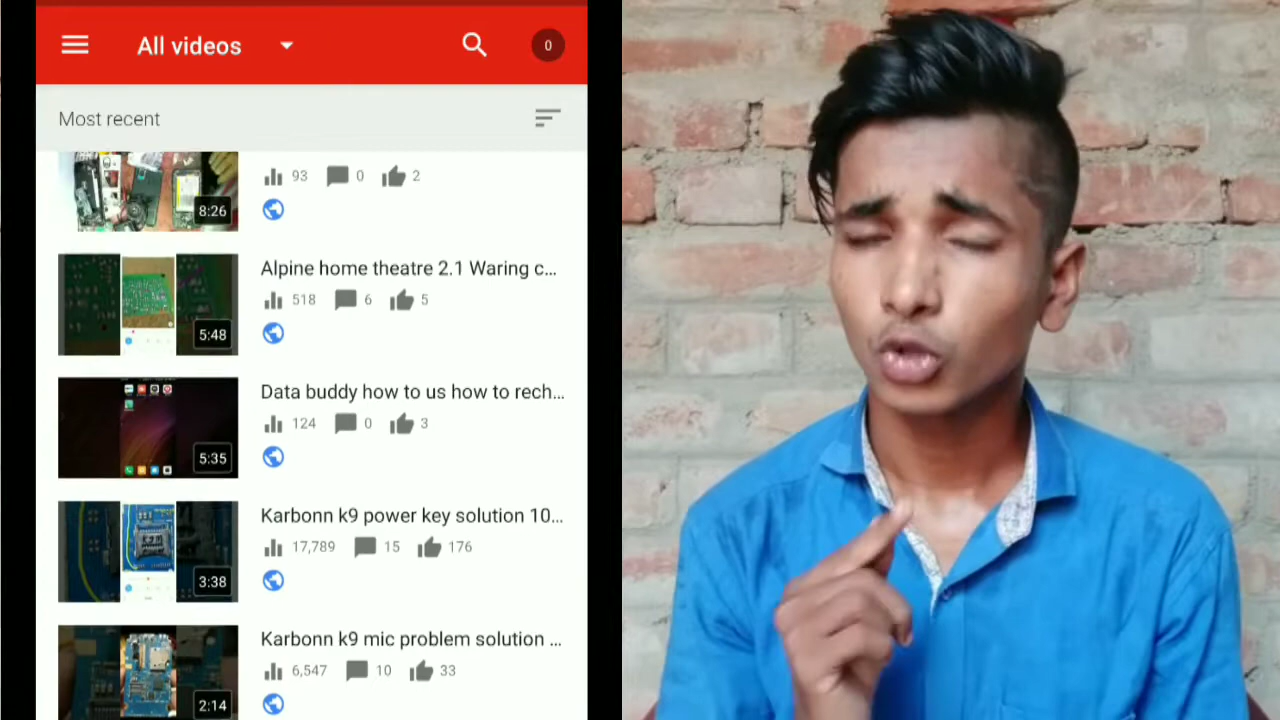 All videos
0
Most recent
93 0 2
8:26
Alpine home theatre 2.1 Waring c...
518 6 5
5:48
Data buddy how to us how to rech...
124 0 3
5:35
Karbonn k9 power key solution 10...
17,789 15 176
3:38
Karbonn k9 mic problem solution ...
6,547 10 33
2:14